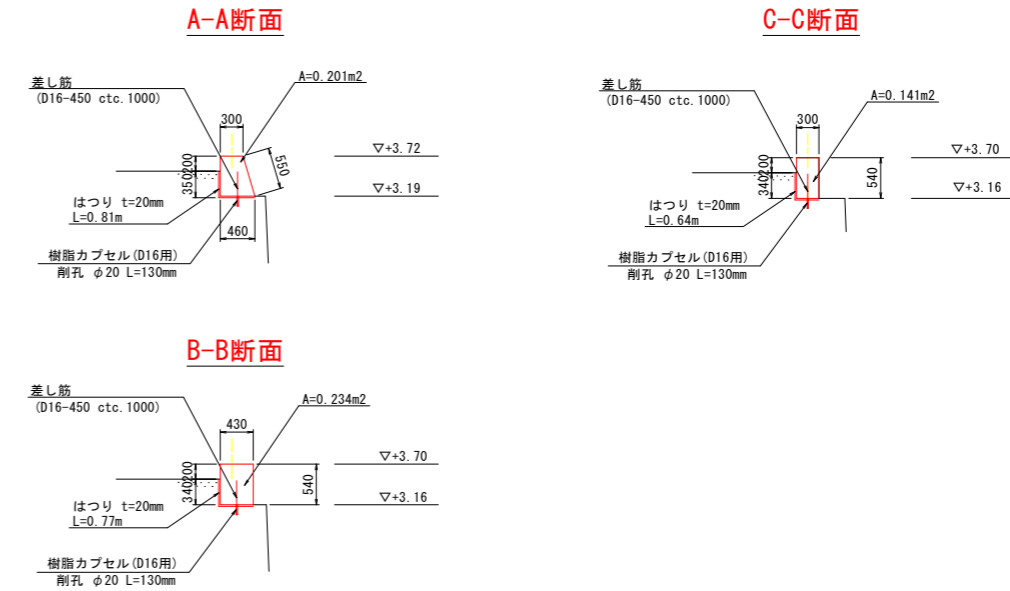 A-A断面
差し筋
(D16-450 ctc.1000)
A=0.201m2
300
▽+3.72
200
550
350
▽+3.19
はつり t=20mm
L=0.81m
460
樹脂カプセル(D16用)
削孔 φ20 L=130mm
C-C断面
差し筋
(D16-450 ctc.1000)
A=0.141m2
300
▽+3.70
200
540
340
▽+3.16
はつり t=20mm
L=0.64m
樹脂カプセル(D16用)
削孔 φ20 L=130mm
B-B断面
差し筋
(D16-450 ctc.1000)
A=0.234m2
430
▽+3.70
200
540
340
▽+3.16
はつり t=20mm
L=0.77m
樹脂カプセル(D16用)
削孔 φ20 L=130mm